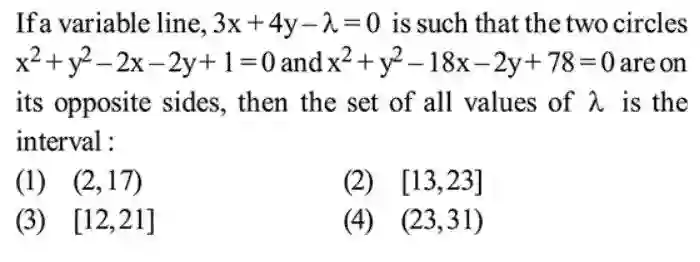 If a variable line, 3x + 4y – λ = 0 is such that the two circles
x² + y² – 2x – 2y + 1 = 0 and x² + y² – 18x – 2y + 78 = 0 are on
its opposite sides, then the set of all values of λ is the
interval :
(1) (2, 17) (2) [13, 23]
(3) [12, 21] (4) (23, 31)